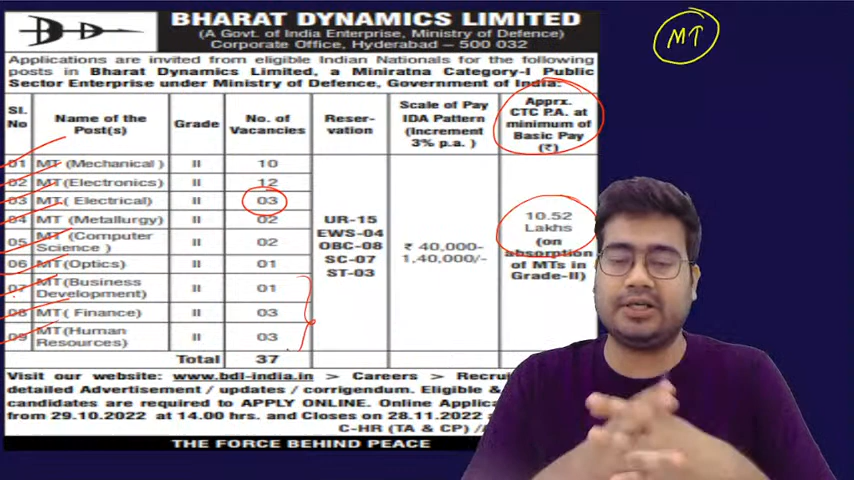 BHARAT DYNAMICS LIMITED
(A Govt. of India Enterprise, Ministry of Defence)
Corporate Office, Hyderabad - 500 032
MT
Applications are invited from eligible Indian Nationals for the following
posts in Bharat Dynamics Limited, a Miniratna Category-I Public
Sector Enterprise under Ministry of Defence, Government of India.
Sl. No Name of the Post(s) Grade No. of Vacancies Reser-vation Scale of Pay IDA Pattern (Increment 3% p.a. ) Apprx. CTC P.A. at minimum of Basic Pay (₹)
01 MT (Mechanical) II 10
02 MT(Electronics) II 12
03 MT( Electrical) II 03
04 MT (Metallurgy) II 02
05 MT(Computer Science ) II 02
06 MT(Optics) II 01
07 MT(Business Development) II 01
08 MT( Finance) II 03
09 MT(Human Resources) II 03
UR-15
EWS-04
OBC-08
SC-07
ST-03
₹ 40,000-
1,40,000/-
10.52
Lakhs
(on
absorption
of MTs in
Grade-II)
Total 37
Visit our website: www.bdl-india.in > Careers > Recru
detailed Advertisement / updates / corrigendum. Eligible &
candidates are required to APPLY ONLINE. Online Applic
from 29.10.2022 at 14.00 hrs. and Closes on 28.11.2022
C-HR (TA & CP) /
THE FORCE BEHIND PEACE